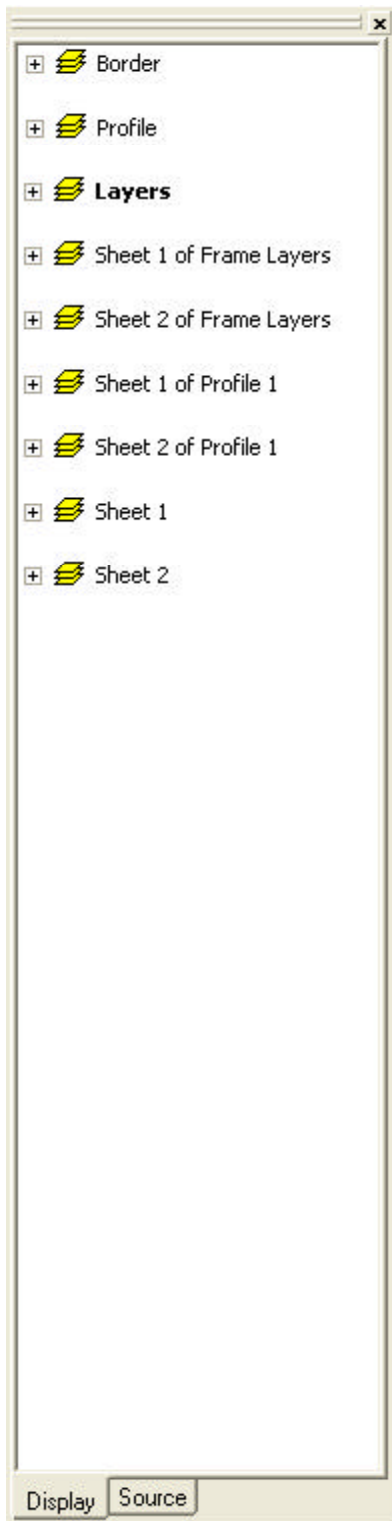 Border
Profile
Layers
Sheet 1 of Frame Layers
Sheet 2 of Frame Layers
Sheet 1 of Profile 1
Sheet 2 of Profile 1
Sheet 1
Sheet 2
Display Source